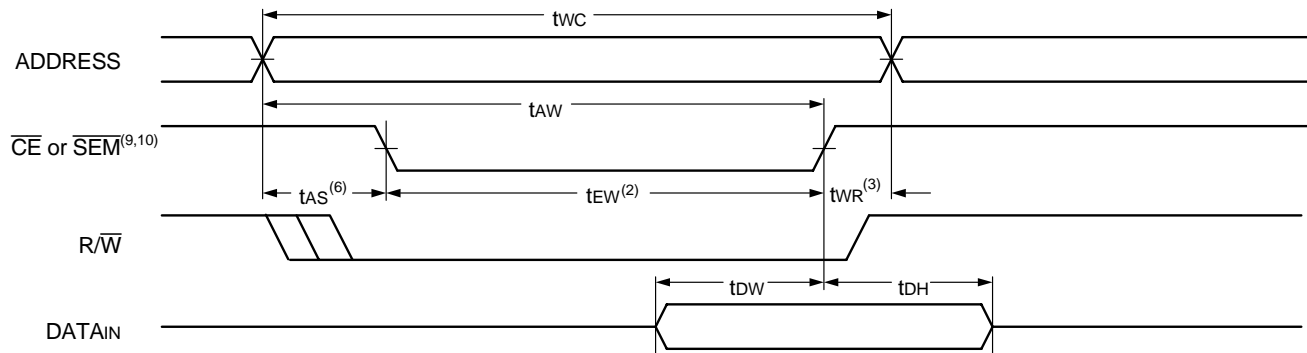 tWC
ADDRESS
tAW
CE or SEM(9,10)
tAS(6) tEW(2) tWR(3)
R/W
tDW tDH
DATAIN